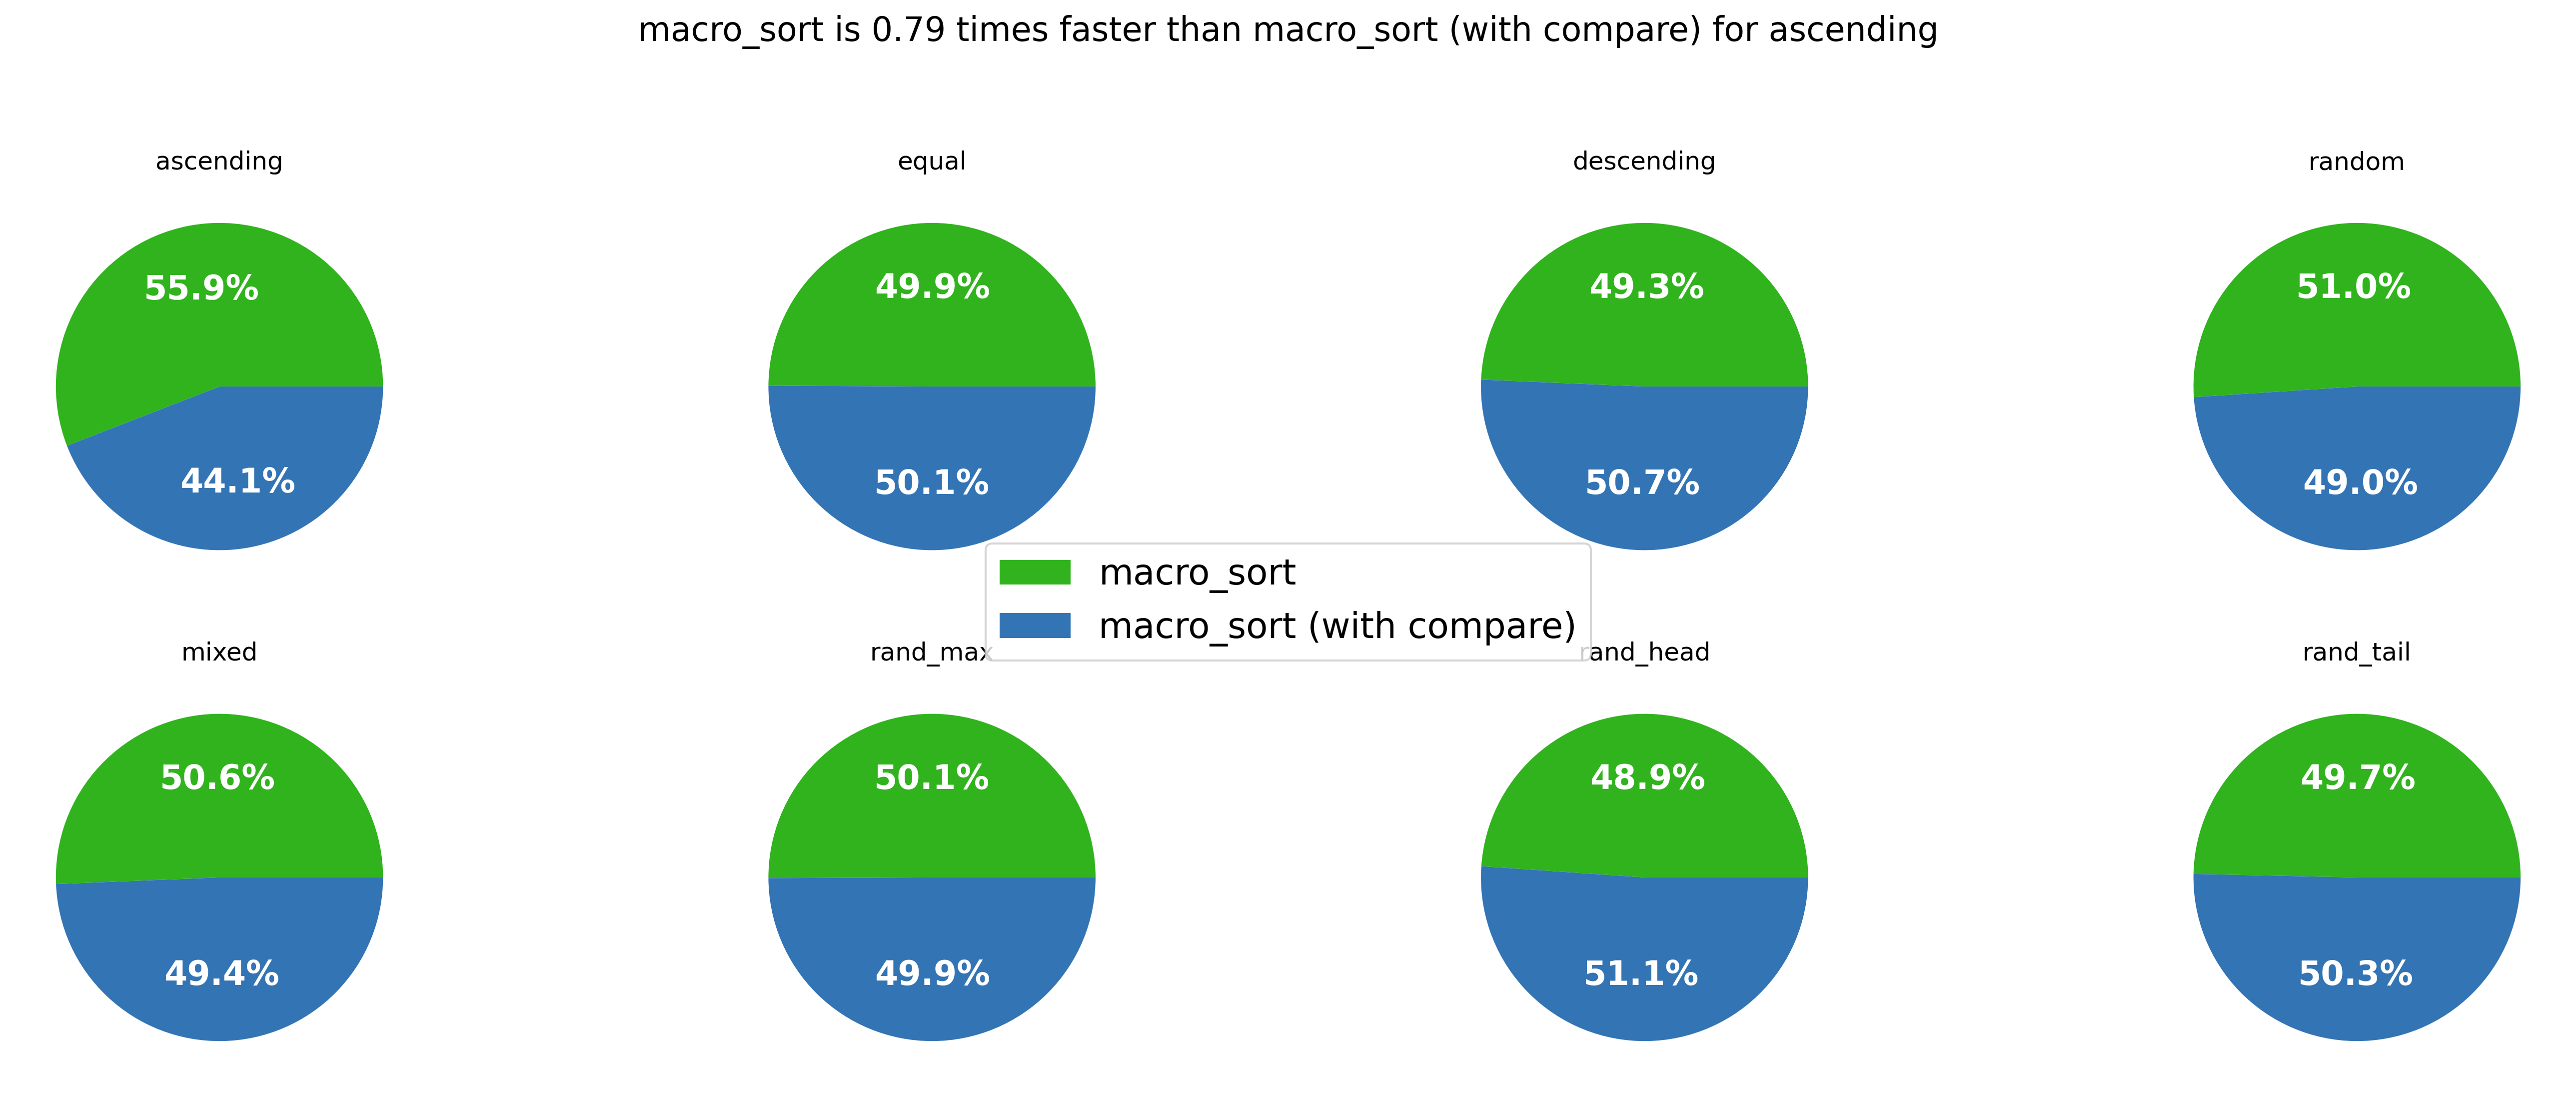 macro_sort is 0.79 times faster than macro_sort (with compare) for ascending
ascending
equal
descending
random
55.9%
49.9%
49.3%
51.0%
44.1%
50.1%
50.7%
49.0%
macro_sort
macro_sort (with compare)
mixed
rand_max
rand_head
rand_tail
50.6%
50.1%
48.9%
49.7%
49.4%
49.9%
51.1%
50.3%